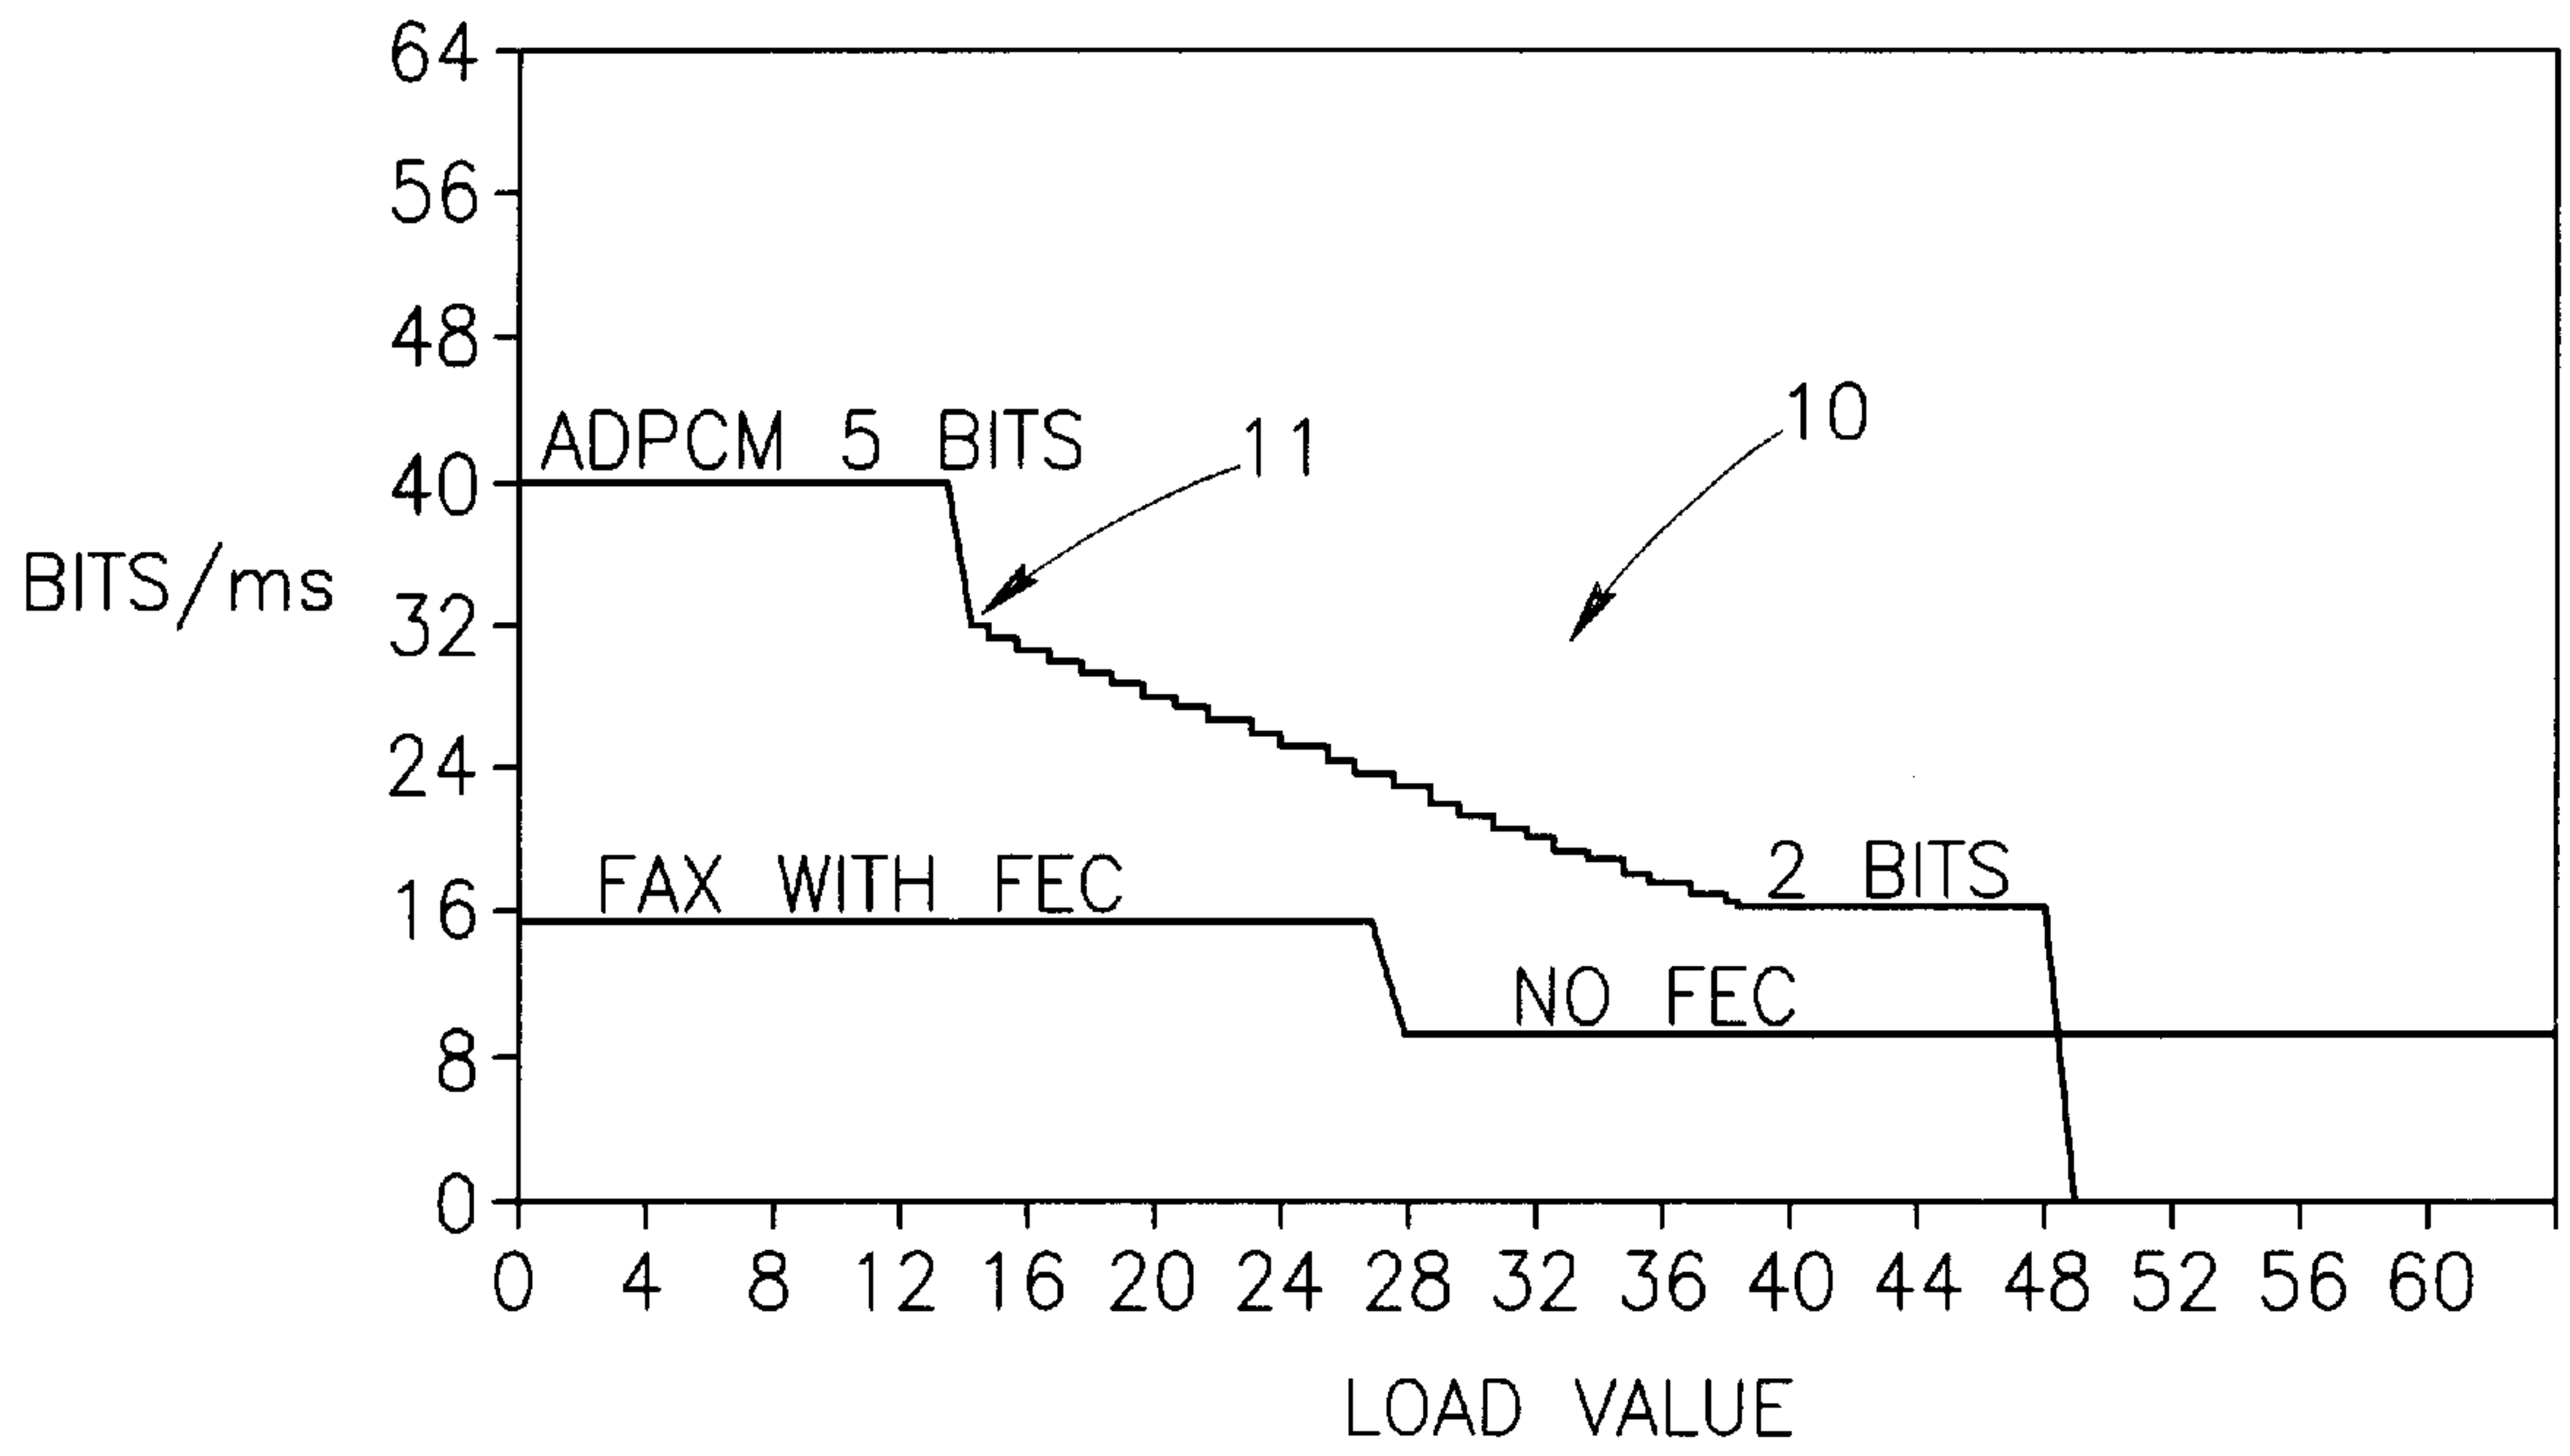 64
56
48
10
ADPCM 5 BITS
11
40
BITS/ms
32
24
2 BITS
FAX WITH FEC
16
NO FEC
8
0
0 4 8 12 16 20 24 28 32 36 40 44 48 52 56 60
LOAD VALUE